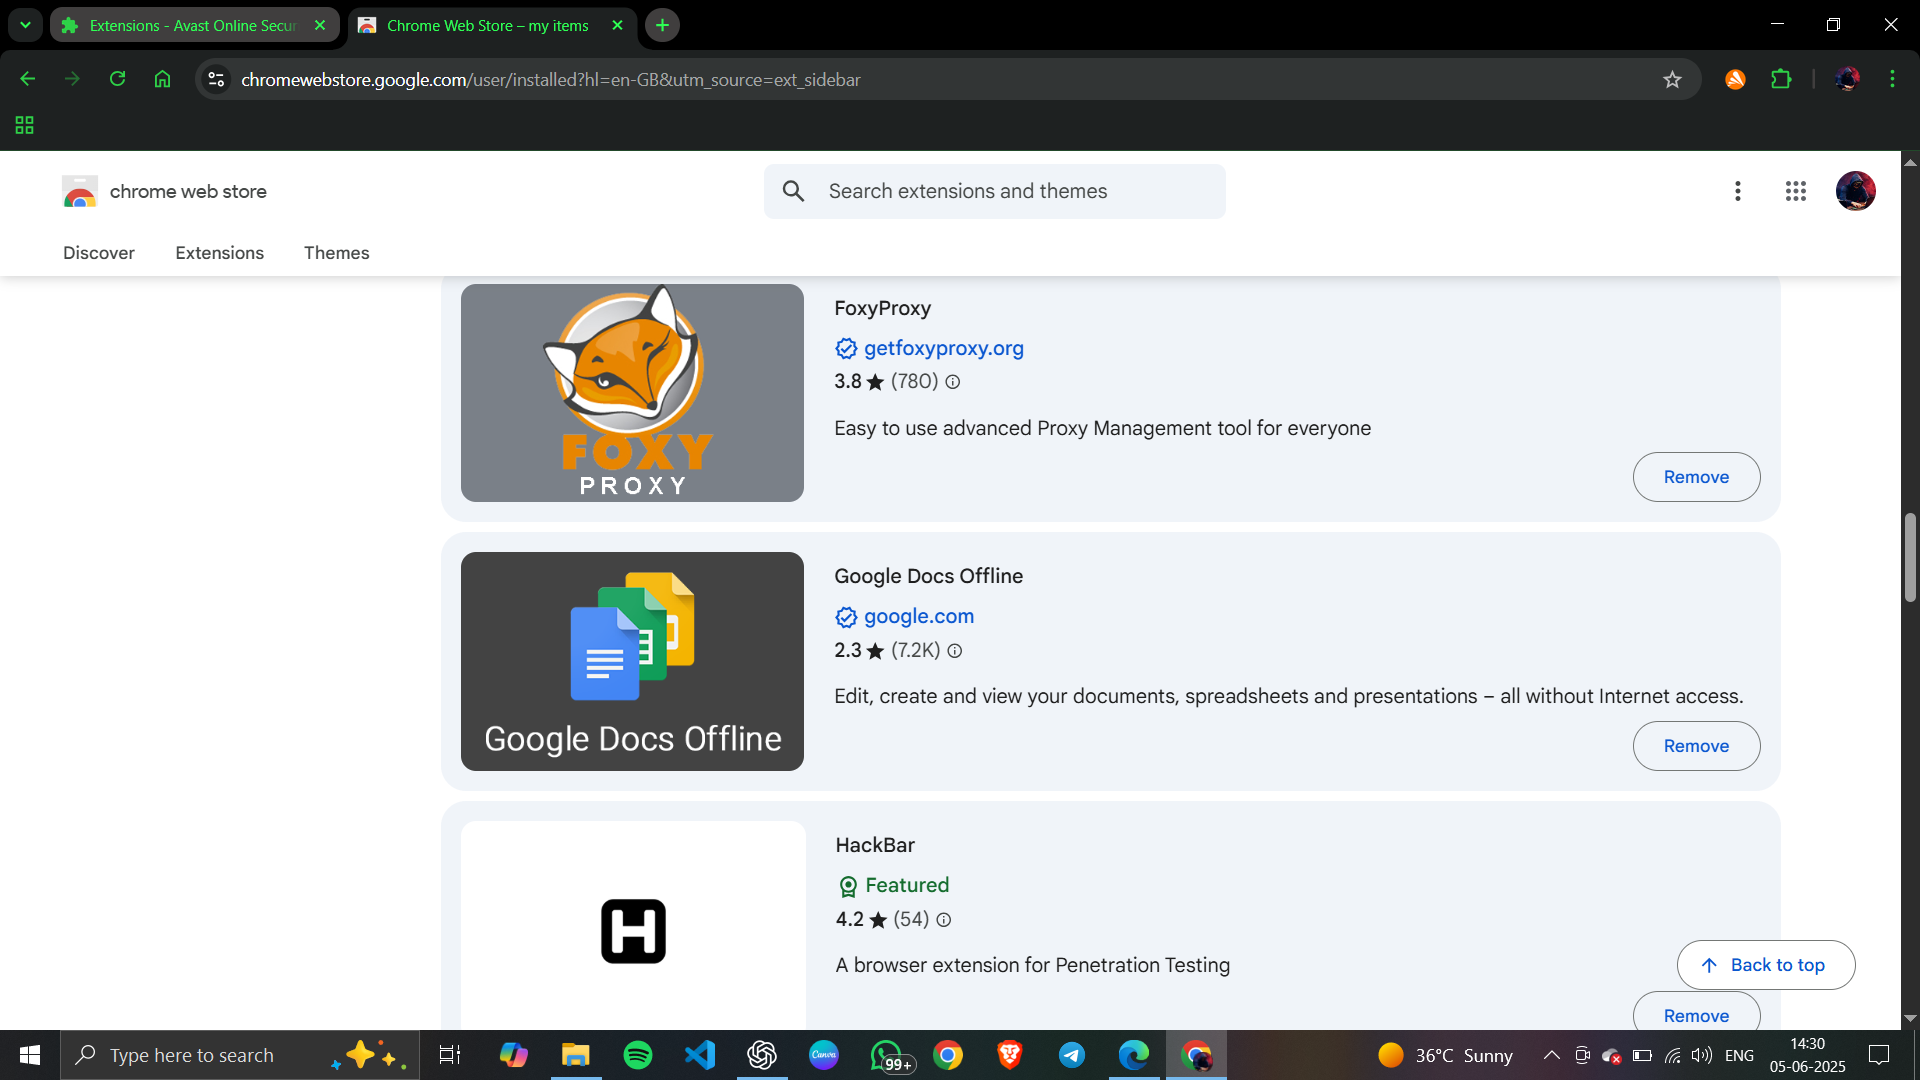 Extensions - Avast Online Secur
Chrome Web Store – my items
chromewebstore.google.com/user/installed?hl=en-GB&utm_source=ext_sidebar
chrome web store
Search extensions and themes
Discover
Extensions
Themes
FOXY
PROXY
FoxyProxy
getfoxyproxy.org
3.8 ★ (780)
Easy to use advanced Proxy Management tool for everyone
Remove
Google Docs Offline
Google Docs Offline
google.com
2.3 ★ (7.2K)
Edit, create and view your documents, spreadsheets and presentations – all without Internet access.
Remove
H
HackBar
Featured
4.2 ★ (54)
A browser extension for Penetration Testing
Back to top
Remove
Type here to search
Canva
99+
36°C Sunny
ENG
14:30
05-06-2025